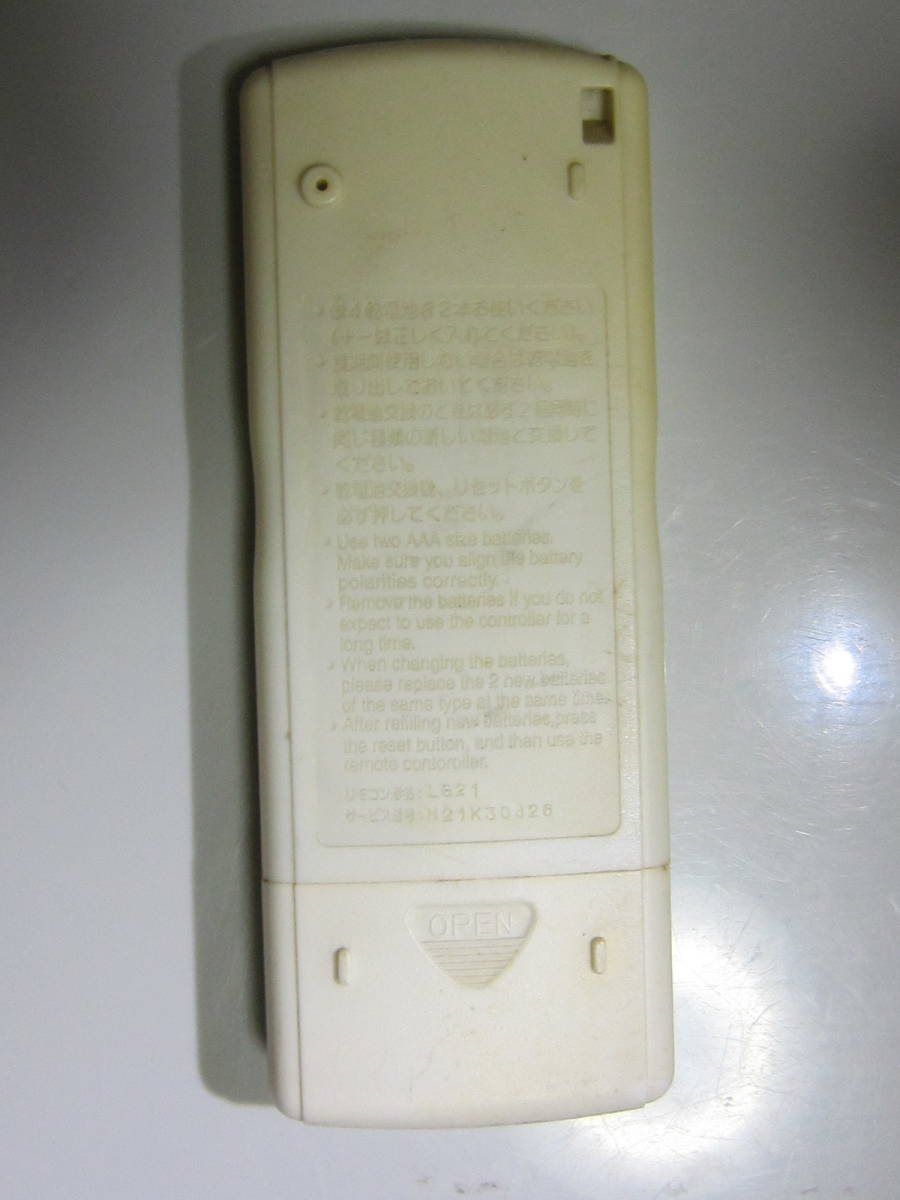 • 単4乾電池を2本お使いください
(+−は正しく入れてください)。
• 長期間使用しない場合は乾電池を
取り出しておいてください。
• 乾電池交換のときは必ず2個同時に
同じ種類の新しい電池と交換して
ください。
• 乾電池交換後、リセットボタンを
必ず押してください。
• Use two AAA size batteries.
Make sure you align the battery
polarities correctly.
• Remove the batteries if you do not
expect to use the controller for a
long time.
• When changing the batteries,
please replace the 2 new batteries
of the same type at the same time.
• After refilling new batteries,press
the reset button, and then use the
remote contoroller.
リモコン番号:LS21
サービス番号:H21K30J26
OPEN